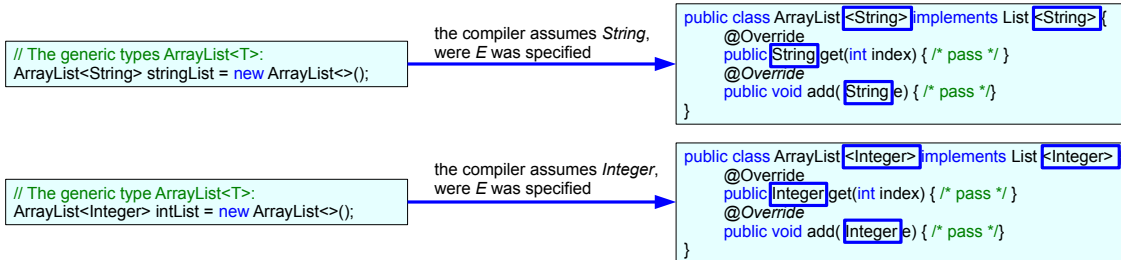 // The generic types ArrayList<T>:
ArrayList<String> stringList = new ArrayList<>();
the compiler assumes String,
were E was specified
public class ArrayList <String> implements List <String> {
@Override
public String get(int index) { /* pass */ }
@Override
public void add( String e) { /* pass */}
}
// The generic type ArrayList<T>:
ArrayList<Integer> intList = new ArrayList<>();
the compiler assumes Integer,
were E was specified
public class ArrayList <Integer> implements List <Integer>
@Override
public Integer get(int index) { /* pass */ }
@Override
public void add( Integer e) { /* pass */}
}